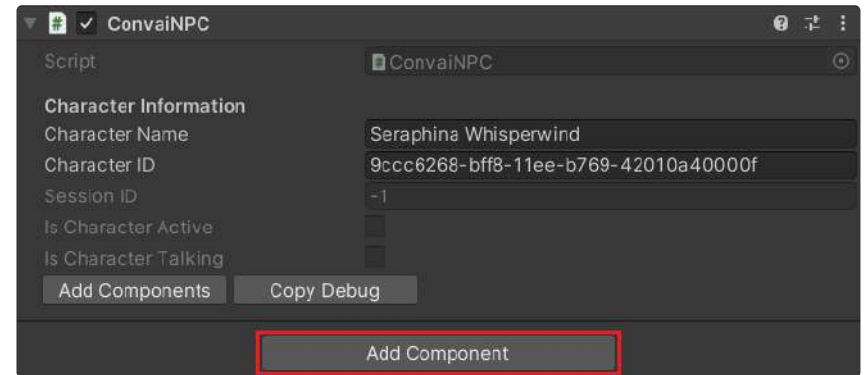 ConvaiNPC
Script ConvaiNPC
Character Information
Character Name Seraphina Whisperwind
Character ID 9ccc6268-bff8-11ee-b769-42010a40000f
Session ID -1
Is Character Active
Is Character Talking
Add Components Copy Debug
Add Component